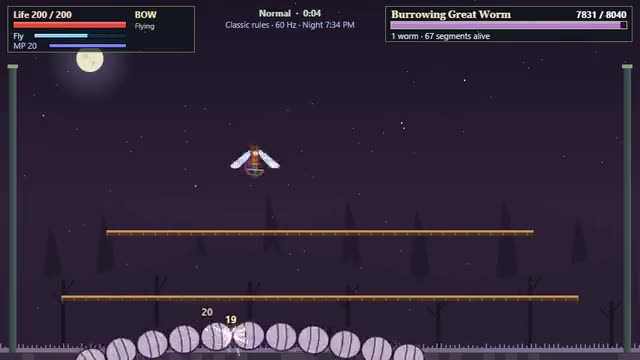 Life 200 / 200
BOW
Flying
Fly
MP 20
Normal · 0:04
Classic rules · 60 Hz · Night 7:34 PM
Burrowing Great Worm
7831 / 8040
1 worm · 67 segments alive
20
19